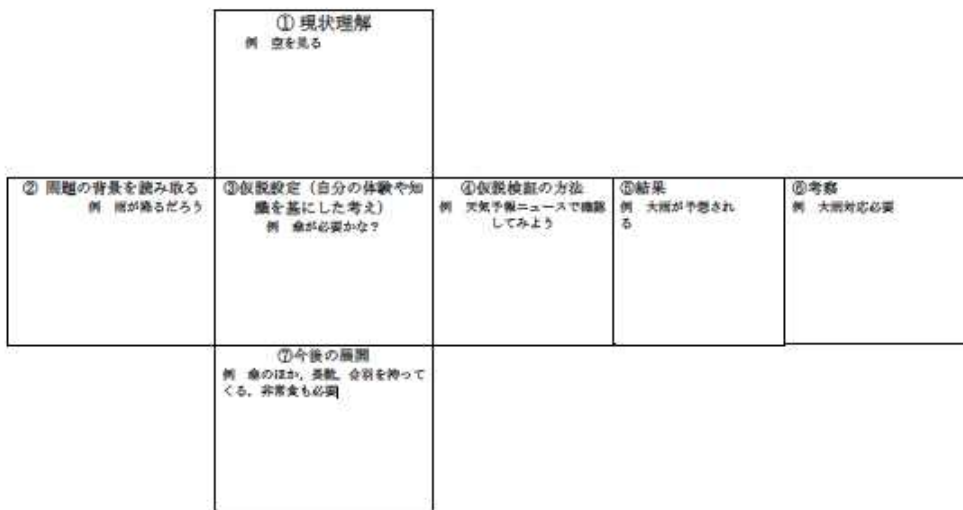 ① 現状理解
例　空を見る
② 問題の背景を読み取る
例　雨が降るだろう
③仮説設定（自分の体験や知
識を基にした考え）
例　傘が必要かな？
④仮説検証の方法
例　天気予報ニュースで確認
してみよう
⑤結果
例　大雨が予想され
る
⑥考察
例　大雨対応必要
⑦今後の展開
例　傘のほか、長靴、合羽を持って
くる、非常食も必要